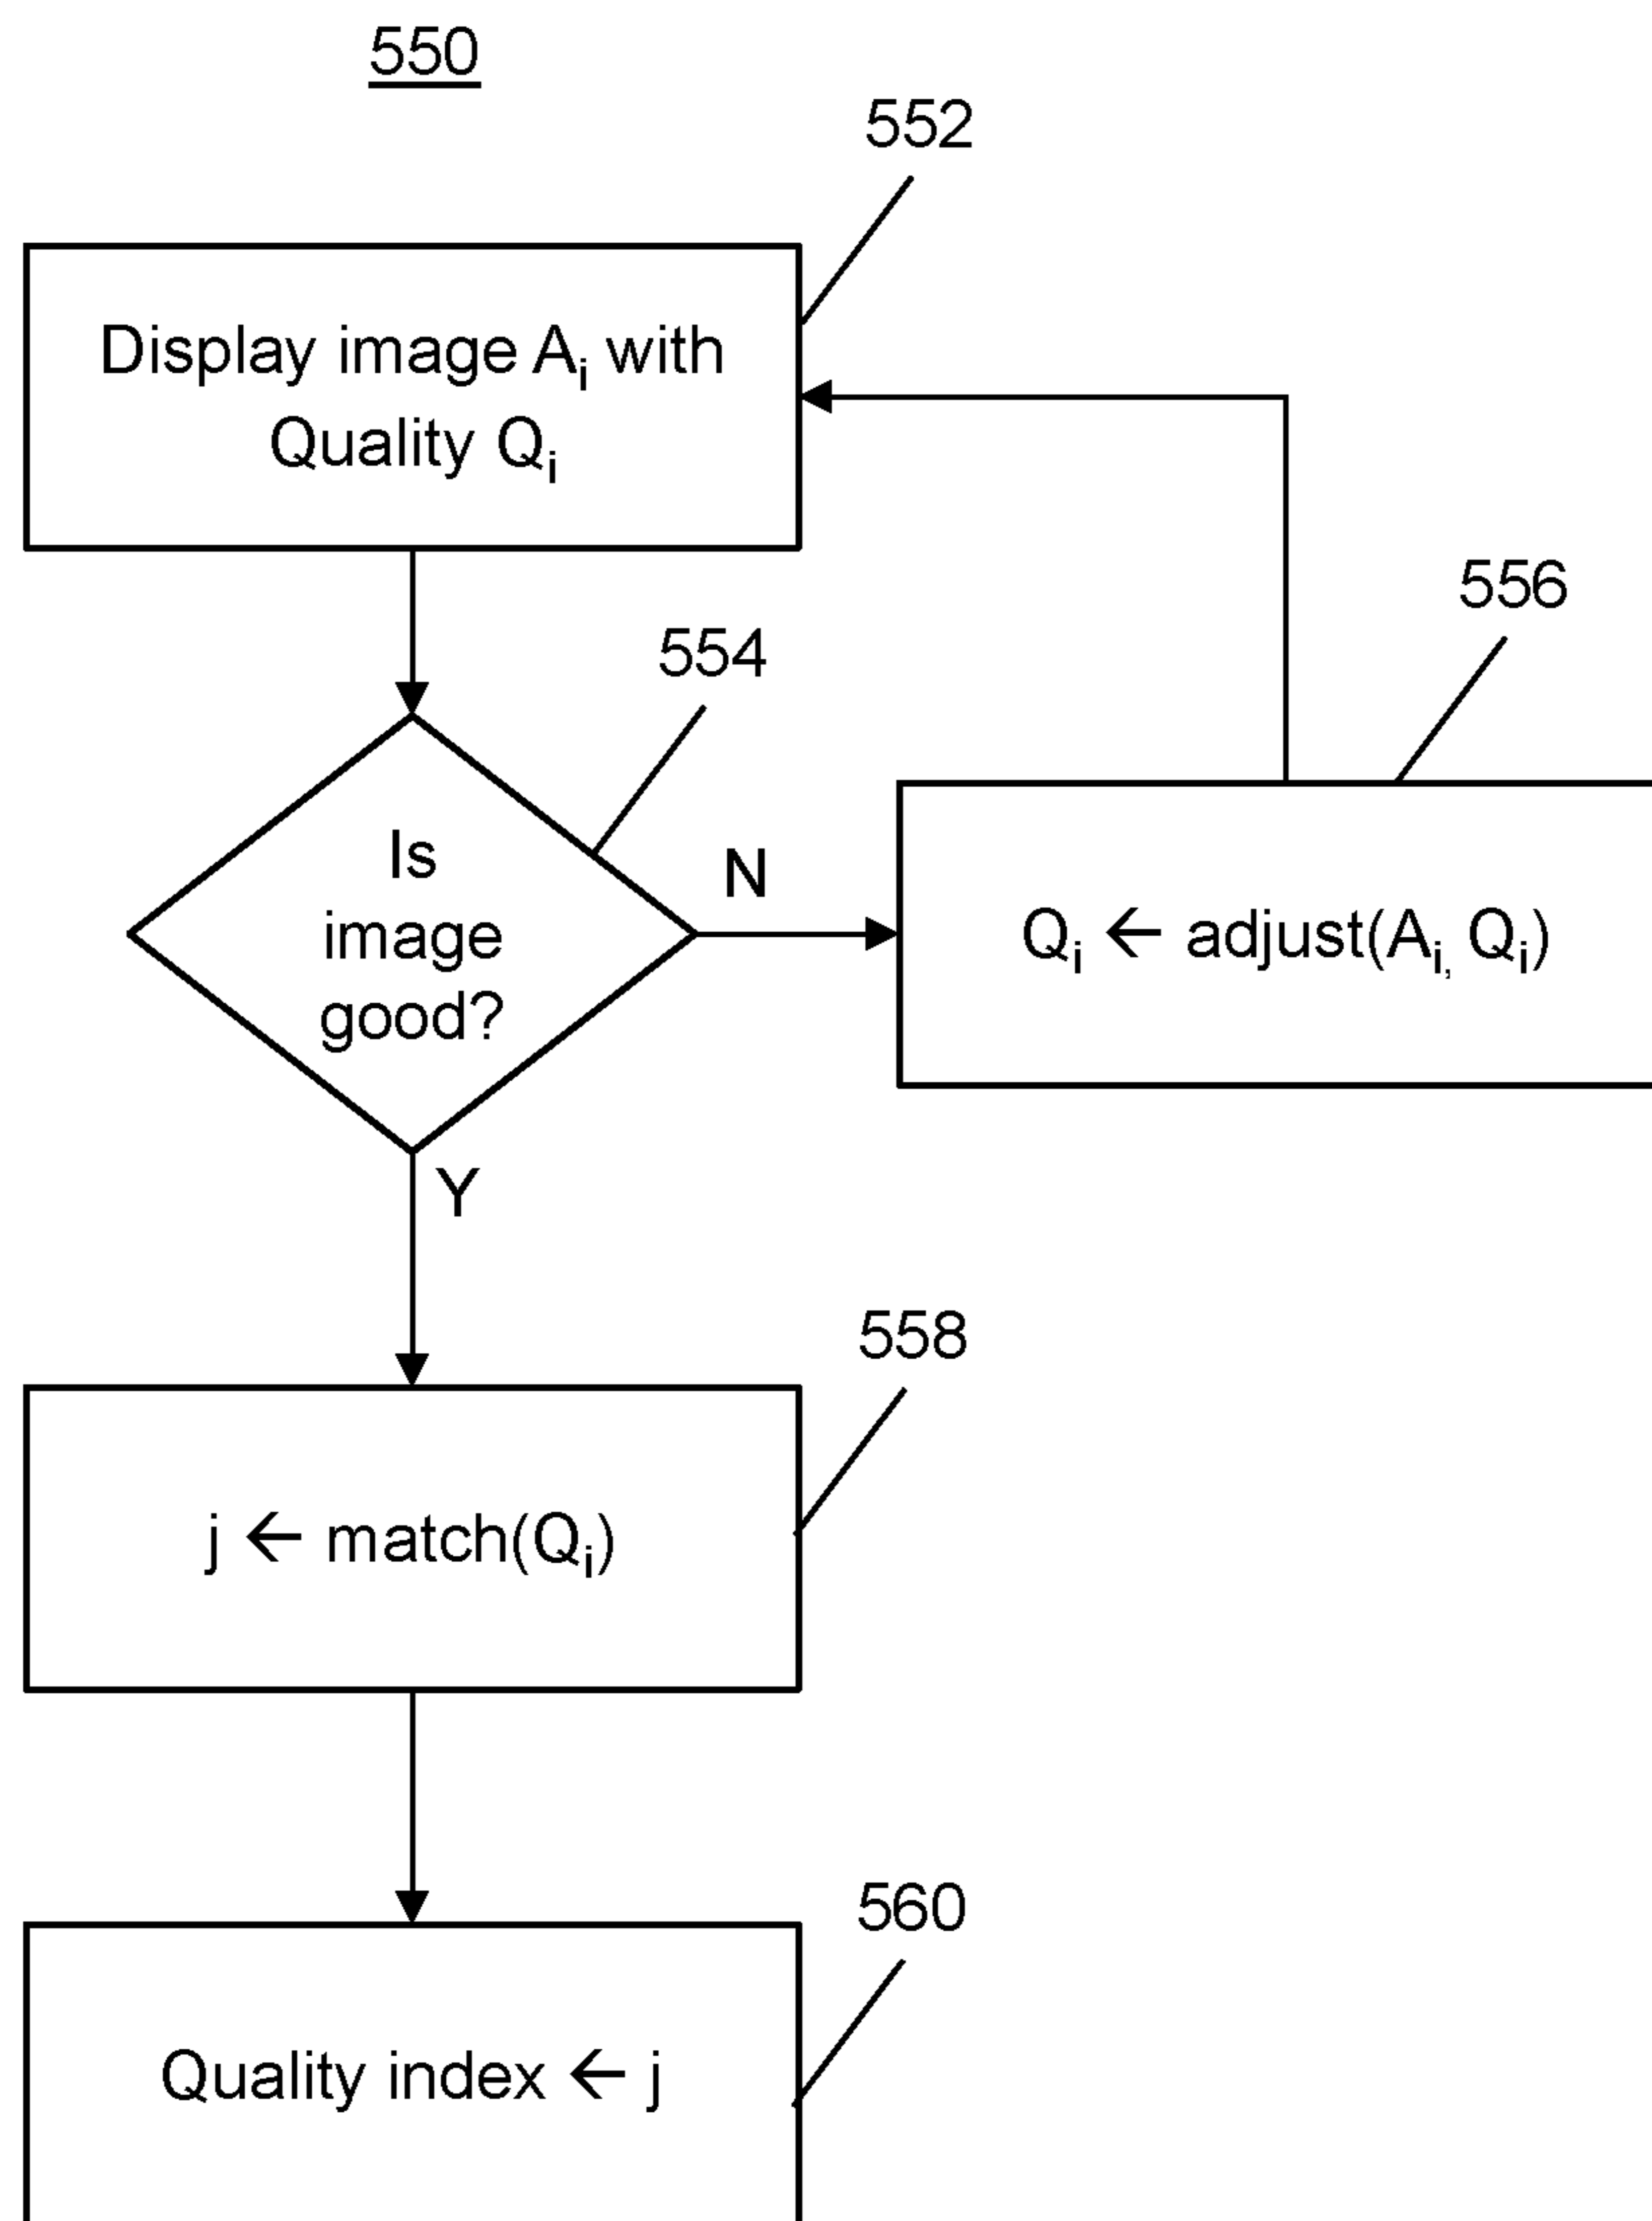 550
552
Display image Ai with
Quality Qi
554
556
Is
image
good?
N
Qi ← adjust(Ai, Qi)
Y
558
j ← match(Qi)
560
Quality index ← j